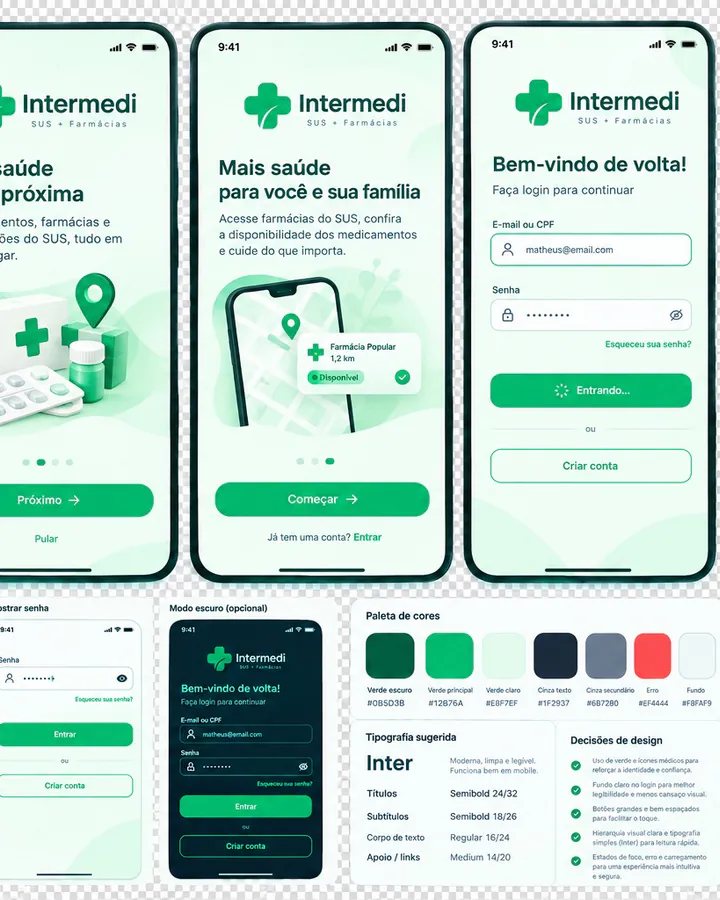 Intermedi
SUS + Farmácias
saúde
próxima
entos, farmácias e
ões do SUS, tudo em
gar.
Próximo →
Pular
9:41
Intermedi
SUS + Farmácias
Mais saúde
para você e sua família
Acesse farmácias do SUS, confira
a disponibilidade dos medicamentos
e cuide do que importa.
Farmácia Popular
1,2 km
Disponível
Começar →
Já tem uma conta? Entrar
9:41
Intermedi
SUS + Farmácias
Bem-vindo de volta!
Faça login para continuar
E-mail ou CPF
matheus@email.com
Senha
••••••••
Esqueceu sua senha?
Entrando...
ou
Criar conta
ostrar senha
9:41
Senha
Esqueceu sua senha?
Entrar
ou
Criar conta
Modo escuro (opcional)
9:41
Intermedi
SUS + Farmácias
Bem-vindo de volta!
Faça login para continuar
E-mail ou CPF
matheus@email.com
Senha
••••••••
Esqueceu sua senha?
Entrar
ou
Criar conta
Paleta de cores
Verde escuro
#0B5D3B
Verde principal
#12B76A
Verde claro
#E8F7EF
Cinza texto
#1F2937
Cinza secundário
#6B7280
Erro
#EF4444
Fundo
#F8FAF9
Tipografia sugerida
Inter
Moderna, limpa e legível.
Funciona bem em mobile.
Títulos Semibold 24/32
Subtítulos Semibold 18/26
Corpo de texto Regular 16/24
Apoio / links Medium 14/20
Decisões de design
Uso de verde e ícones médicos para
reforçar a identidade e confiança.
Fundo claro no login para melhor
legibilidade e menos cansaço visual.
Botões grandes e bem espaçados
para facilitar o toque.
Hierarquia visual clara e tipografia
simples (Inter) para leitura rápida.
Estados de foco, erro e carregamento
para uma experiência mais intuitiva
e segura.